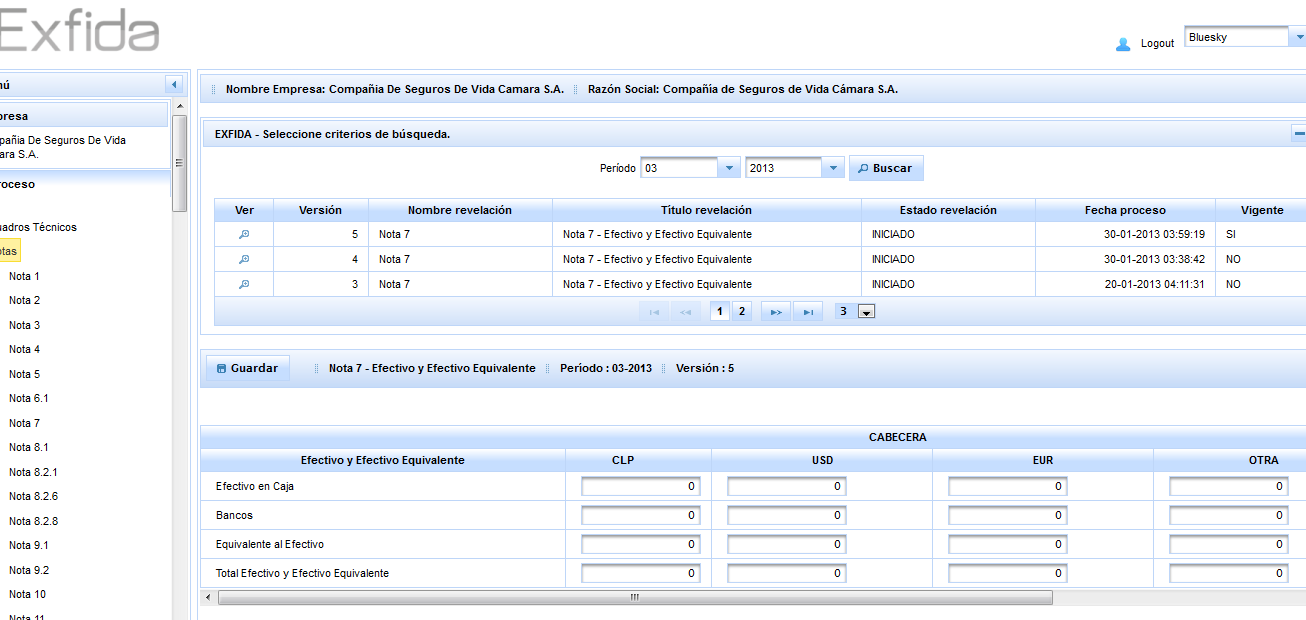 Exfida
Logout Bluesky
nú
presa
pañia De Seguros De Vida
ara S.A.
roceso
uadros Técnicos
otas
Nota 1
Nota 2
Nota 3
Nota 4
Nota 5
Nota 6.1
Nota 7
Nota 8.1
Nota 8.2.1
Nota 8.2.6
Nota 8.2.8
Nota 9.1
Nota 9.2
Nota 10
Nota 11
Nombre Empresa: Compañia De Seguros De Vida Camara S.A. Razón Social: Compañía de Seguros de Vida Cámara S.A.
EXFIDA - Seleccione criterios de búsqueda.
Período 03 2013 Buscar
Ver Versión Nombre revelación Título revelación Estado revelación Fecha proceso Vigente
5 Nota 7 Nota 7 - Efectivo y Efectivo Equivalente INICIADO 30-01-2013 03:59:19 SI
4 Nota 7 Nota 7 - Efectivo y Efectivo Equivalente INICIADO 30-01-2013 03:38:42 NO
3 Nota 7 Nota 7 - Efectivo y Efectivo Equivalente INICIADO 20-01-2013 04:11:31 NO
1 2 3
Guardar Nota 7 - Efectivo y Efectivo Equivalente Período : 03-2013 Versión : 5
CABECERA
Efectivo y Efectivo Equivalente CLP USD EUR OTRA
Efectivo en Caja 0 0 0 0
Bancos 0 0 0 0
Equivalente al Efectivo 0 0 0 0
Total Efectivo y Efectivo Equivalente 0 0 0 0